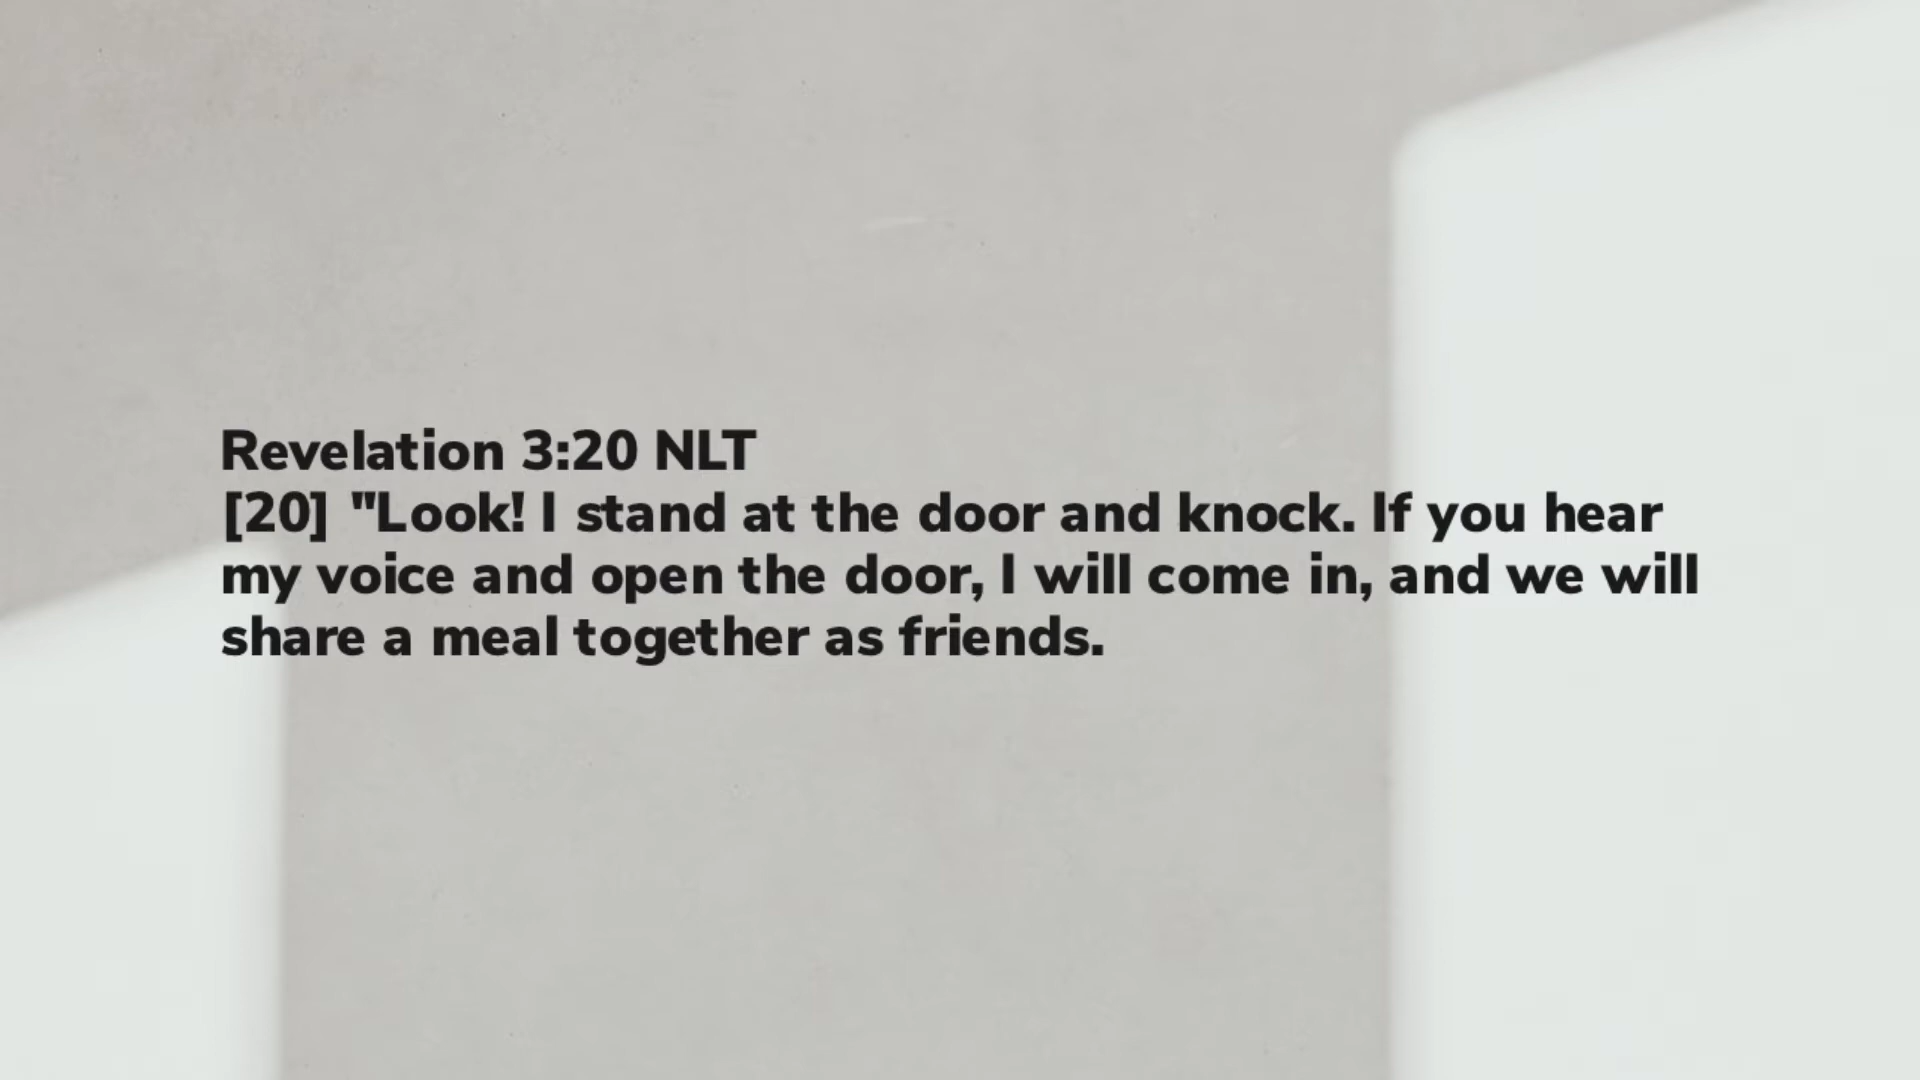 Revelation 3:20 NLT
[20] "Look! I stand at the door and knock. If you hear
my voice and open the door, I will come in, and we will
share a meal together as friends.